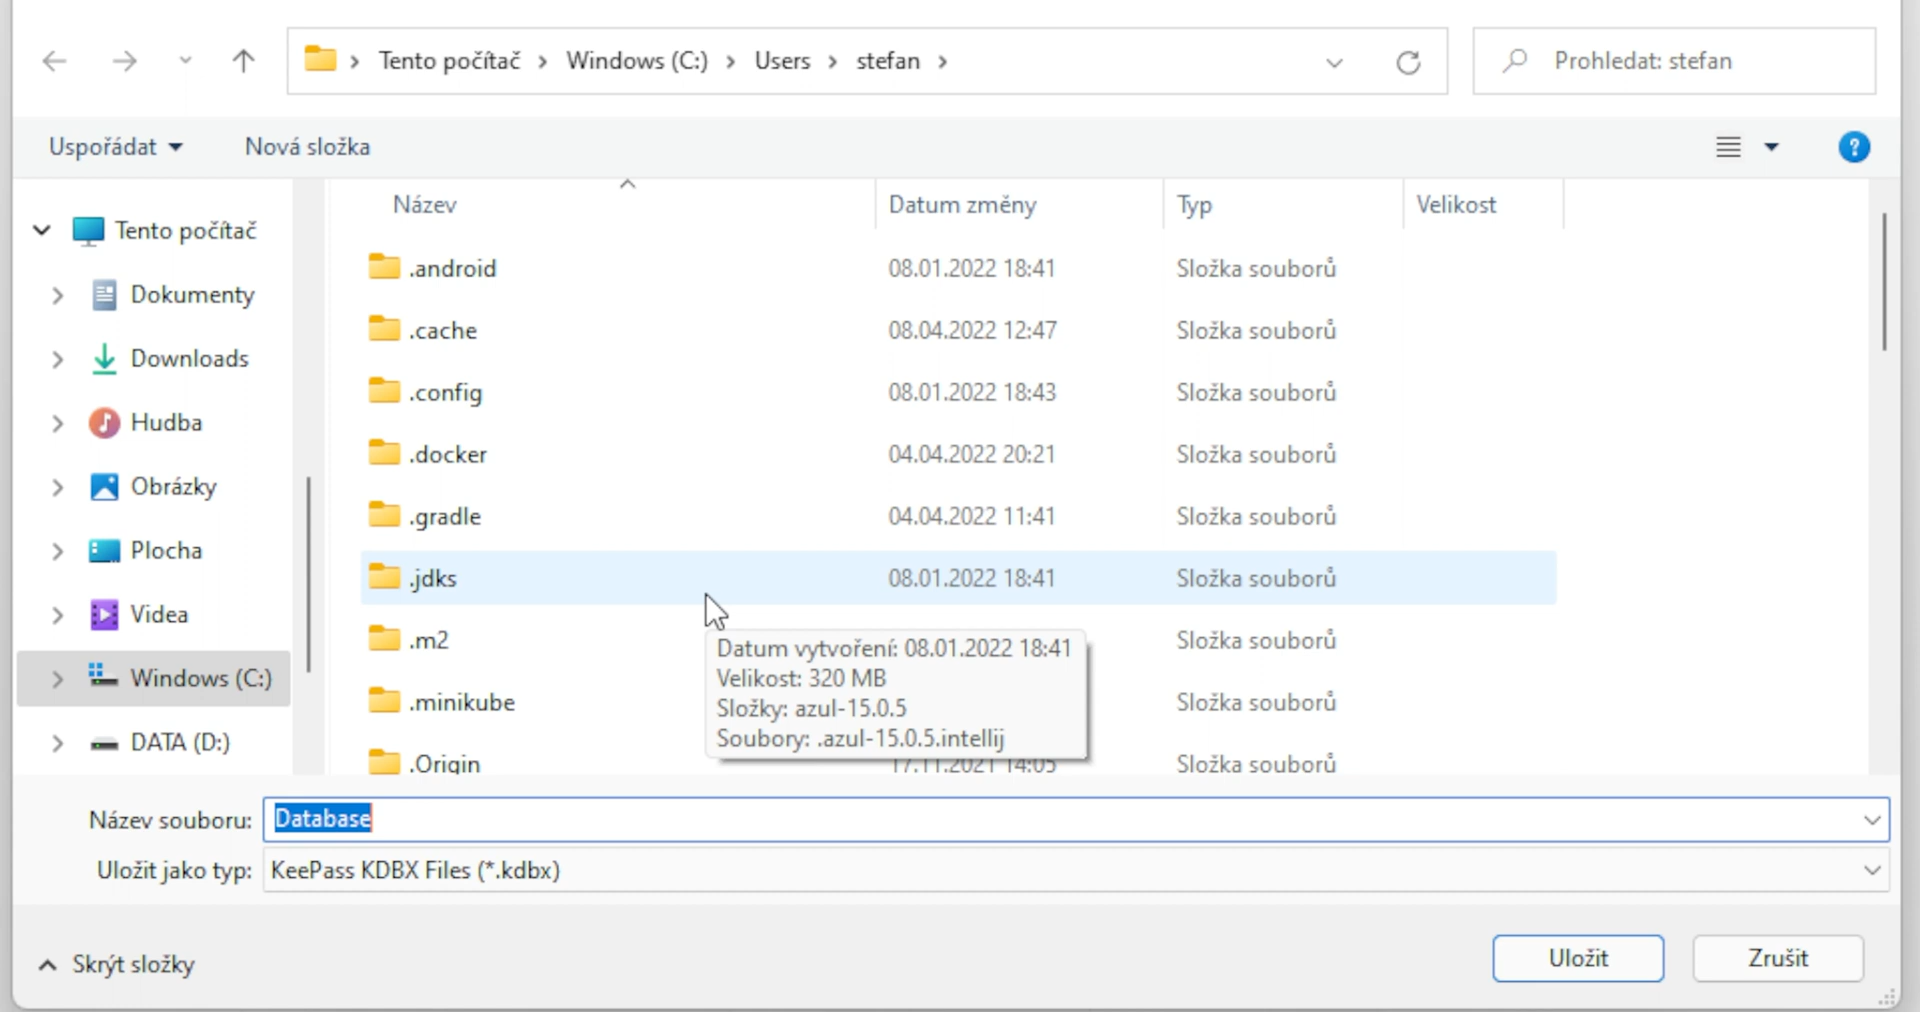 Tento počítač Windows (C:) Users stefan
Prohledat: stefan
Uspořádat Nová složka
?
Název Datum změny Typ Velikost
Tento počítač
Dokumenty
Downloads
Hudba
Obrázky
Plocha
Videa
Windows (C:)
DATA (D:)
.android 08.01.2022 18:41 Složka souborů
.cache 08.04.2022 12:47 Složka souborů
.config 08.01.2022 18:43 Složka souborů
.docker 04.04.2022 20:21 Složka souborů
.gradle 04.04.2022 11:41 Složka souborů
.jdks 08.01.2022 18:41 Složka souborů
.m2 Složka souborů
.minikube Složka souborů
.Origin 17.11.2021 14:05 Složka souborů
Datum vytvoření: 08.01.2022 18:41
Velikost: 320 MB
Složky: azul-15.0.5
Soubory: .azul-15.0.5.intellij
Název souboru: Database
Uložit jako typ: KeePass KDBX Files (*.kdbx)
Skrýt složky
Uložit Zrušit